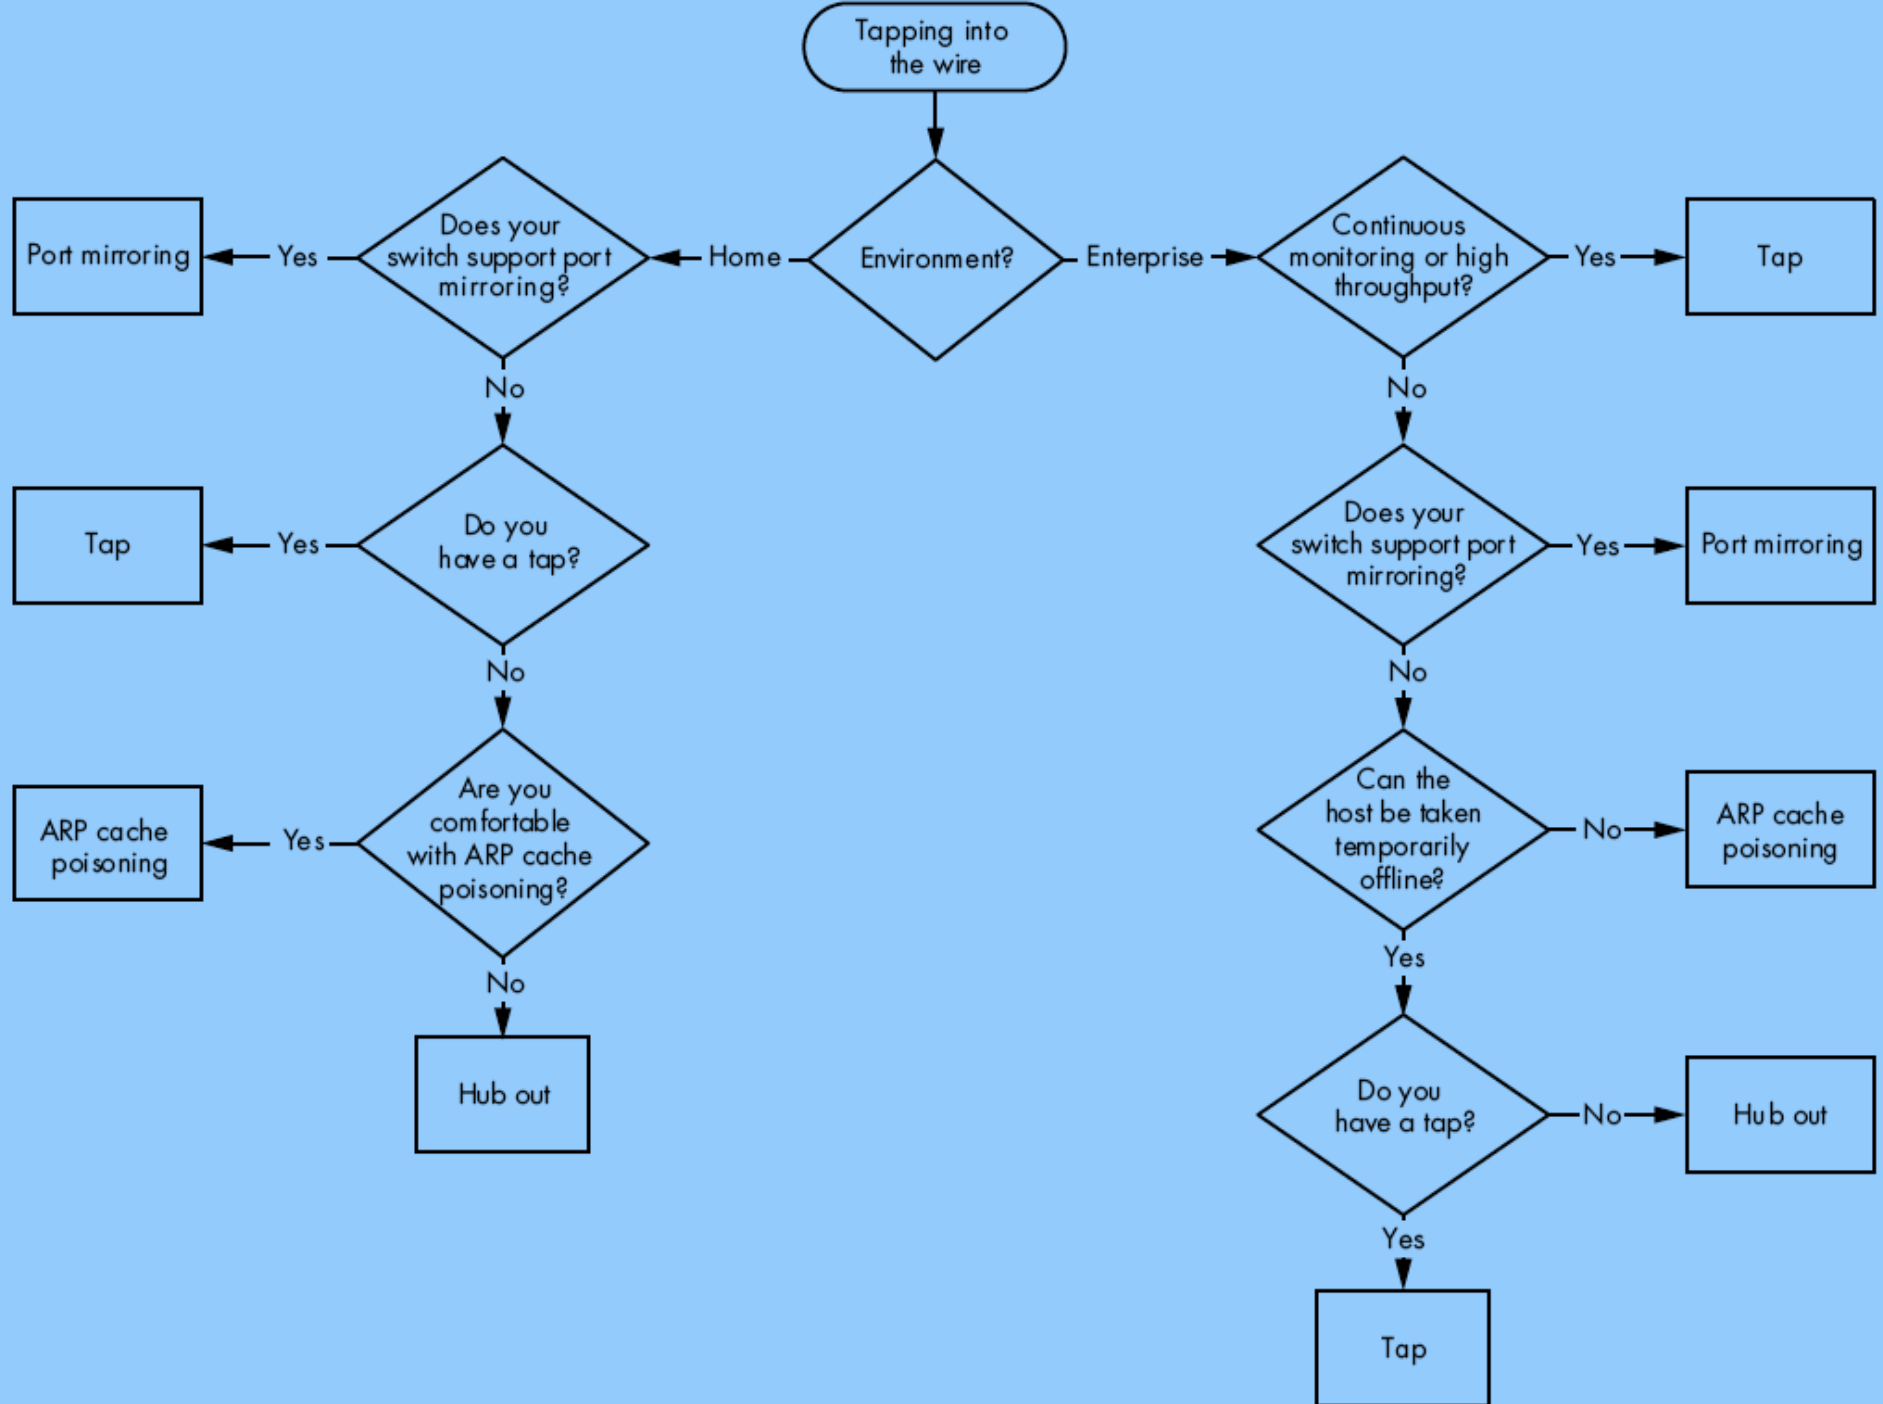 Tapping into
the wire
Port mirroring
Yes
Does your
switch support port
mirroring?
Home
Environment?
Enterprise
Continuous
monitoring or high
throughput?
Yes
Tap
No
No
Tap
Yes
Do you
have a tap?
Does your
switch support port
mirroring?
Yes
Port mirroring
No
No
ARP cache
poisoning
Yes
Are you
comfortable
with ARP cache
poisoning?
Can the
host be taken
temporarily
offline?
No
ARP cache
poisoning
No
Yes
Hub out
Do you
have a tap?
No
Hub out
Yes
Tap